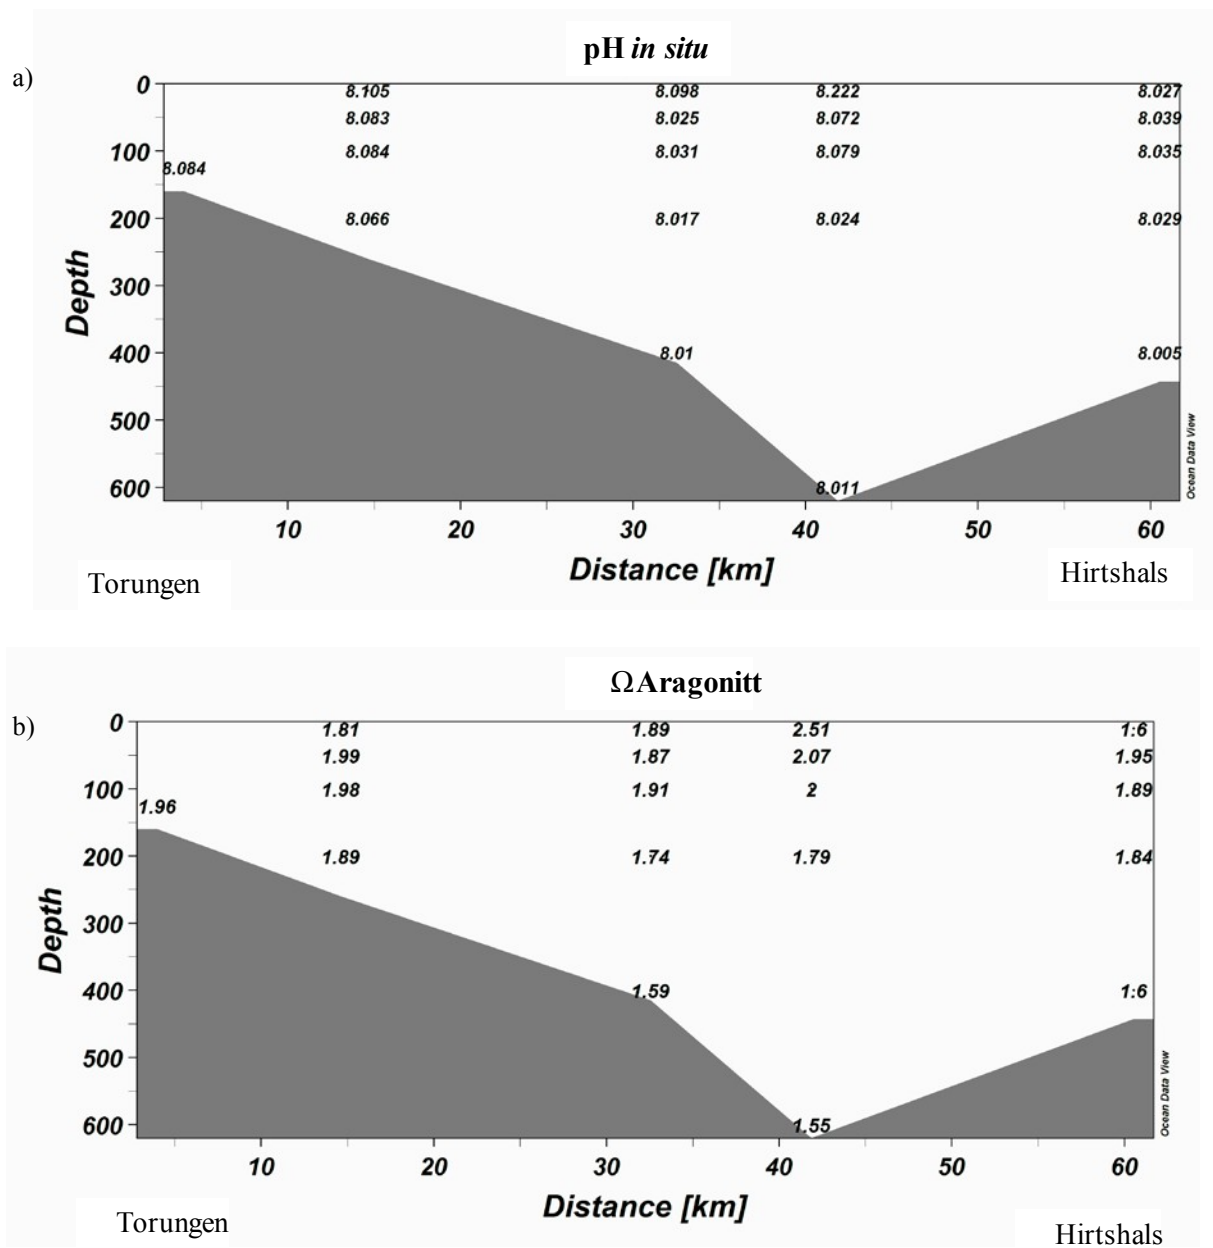 pH in situ
a)
0
8.105 8.098 8.222 8.027
8.083 8.025 8.072 8.039
100 8.084 8.031 8.079 8.035
8.084
200 8.066 8.017 8.024 8.029
300
Depth
400 8.01 8.005
500
600 8.011
Ocean Data View
10 20 30 40 50 60
Distance [km]
Torungen Hirtshals
ΩAragonitt
b)
0 1.81 1.89 2.51 1:6
1.99 1.87 2.07 1.95
100 1.98 1.91 2 1.89
1.96
200 1.89 1.74 1.79 1.84
300
Depth
400 1.59 1:6
500
600 1.55
Ocean Data View
10 20 30 40 50 60
Distance [km]
Torungen Hirtshals